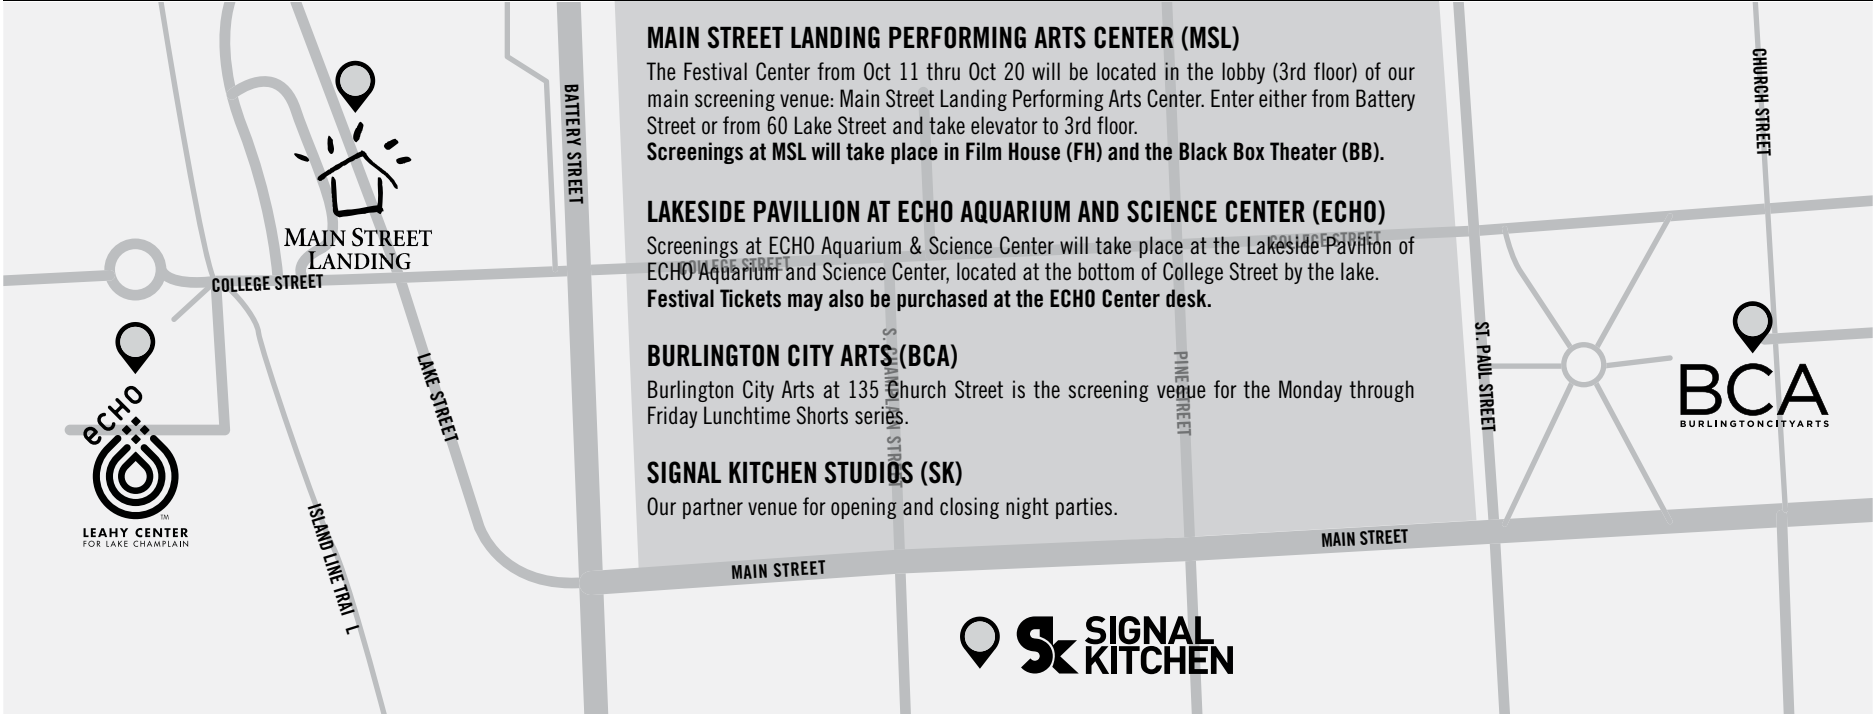 MAIN STREET LANDING PERFORMING ARTS CENTER (MSL)
The Festival Center from Oct 11 thru Oct 20 will be located in the lobby (3rd floor) of our
main screening venue: Main Street Landing Performing Arts Center. Enter either from Battery
Street or from 60 Lake Street and take elevator to 3rd floor.
Screenings at MSL will take place in Film House (FH) and the Black Box Theater (BB).
LAKESIDE PAVILLION AT ECHO AQUARIUM AND SCIENCE CENTER (ECHO)
Screenings at ECHO Aquarium & Science Center will take place at the Lakeside Pavilion of
ECHO Aquarium and Science Center, located at the bottom of College Street by the lake.
Festival Tickets may also be purchased at the ECHO Center desk.
BURLINGTON CITY ARTS (BCA)
Burlington City Arts at 135 Church Street is the screening venue for the Monday through
Friday Lunchtime Shorts series.
SIGNAL KITCHEN STUDIOS (SK)
Our partner venue for opening and closing night parties.
MAIN STREET
LANDING
COLLEGE STREET
COLLEGE STREET
COLLEGE STREET
BATTERY STREET
LAKE STREET
ISLAND LINE TRAI L
S. CHAMPLAIN STREET
PINE STREET
ST. PAUL STREET
CHURCH STREET
MAIN STREET
MAIN STREET
eCHO
TM
LEAHY CENTER
FOR LAKE CHAMPLAIN
BCA
BURLINGTONCITYARTS
SK
SIGNAL
KITCHEN